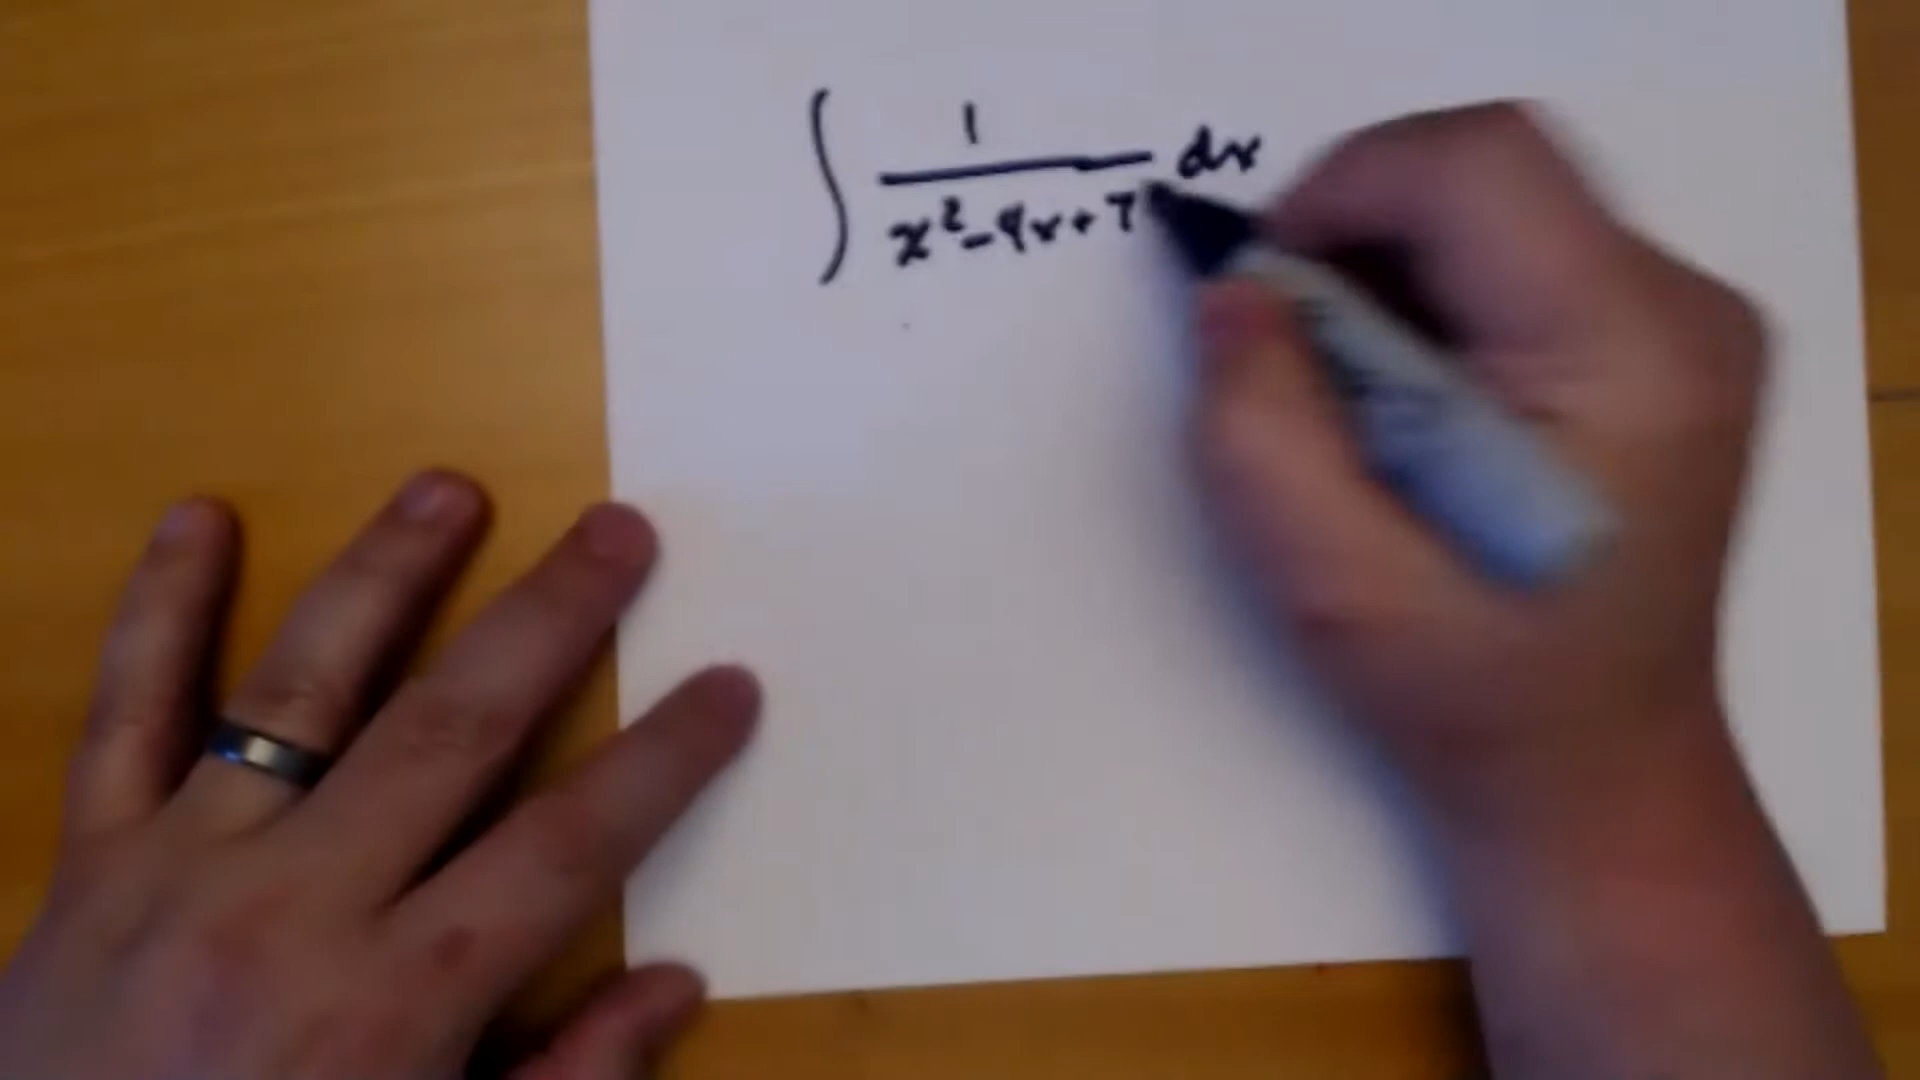 ∫ 1/(x²-4x+7) dx